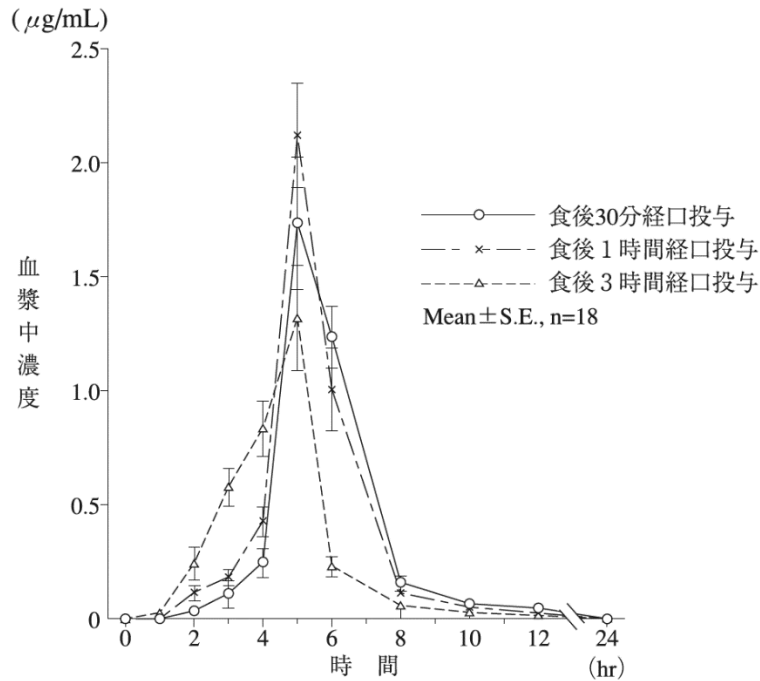 (μg/mL)
2.5
2.0
1.5
1.0
0.5
0
血漿中濃度
食後30分経口投与
食後1時間経口投与
食後3時間経口投与
Mean±S.E., n=18
0 2 4 6 8 10 12 24
時間 (hr)